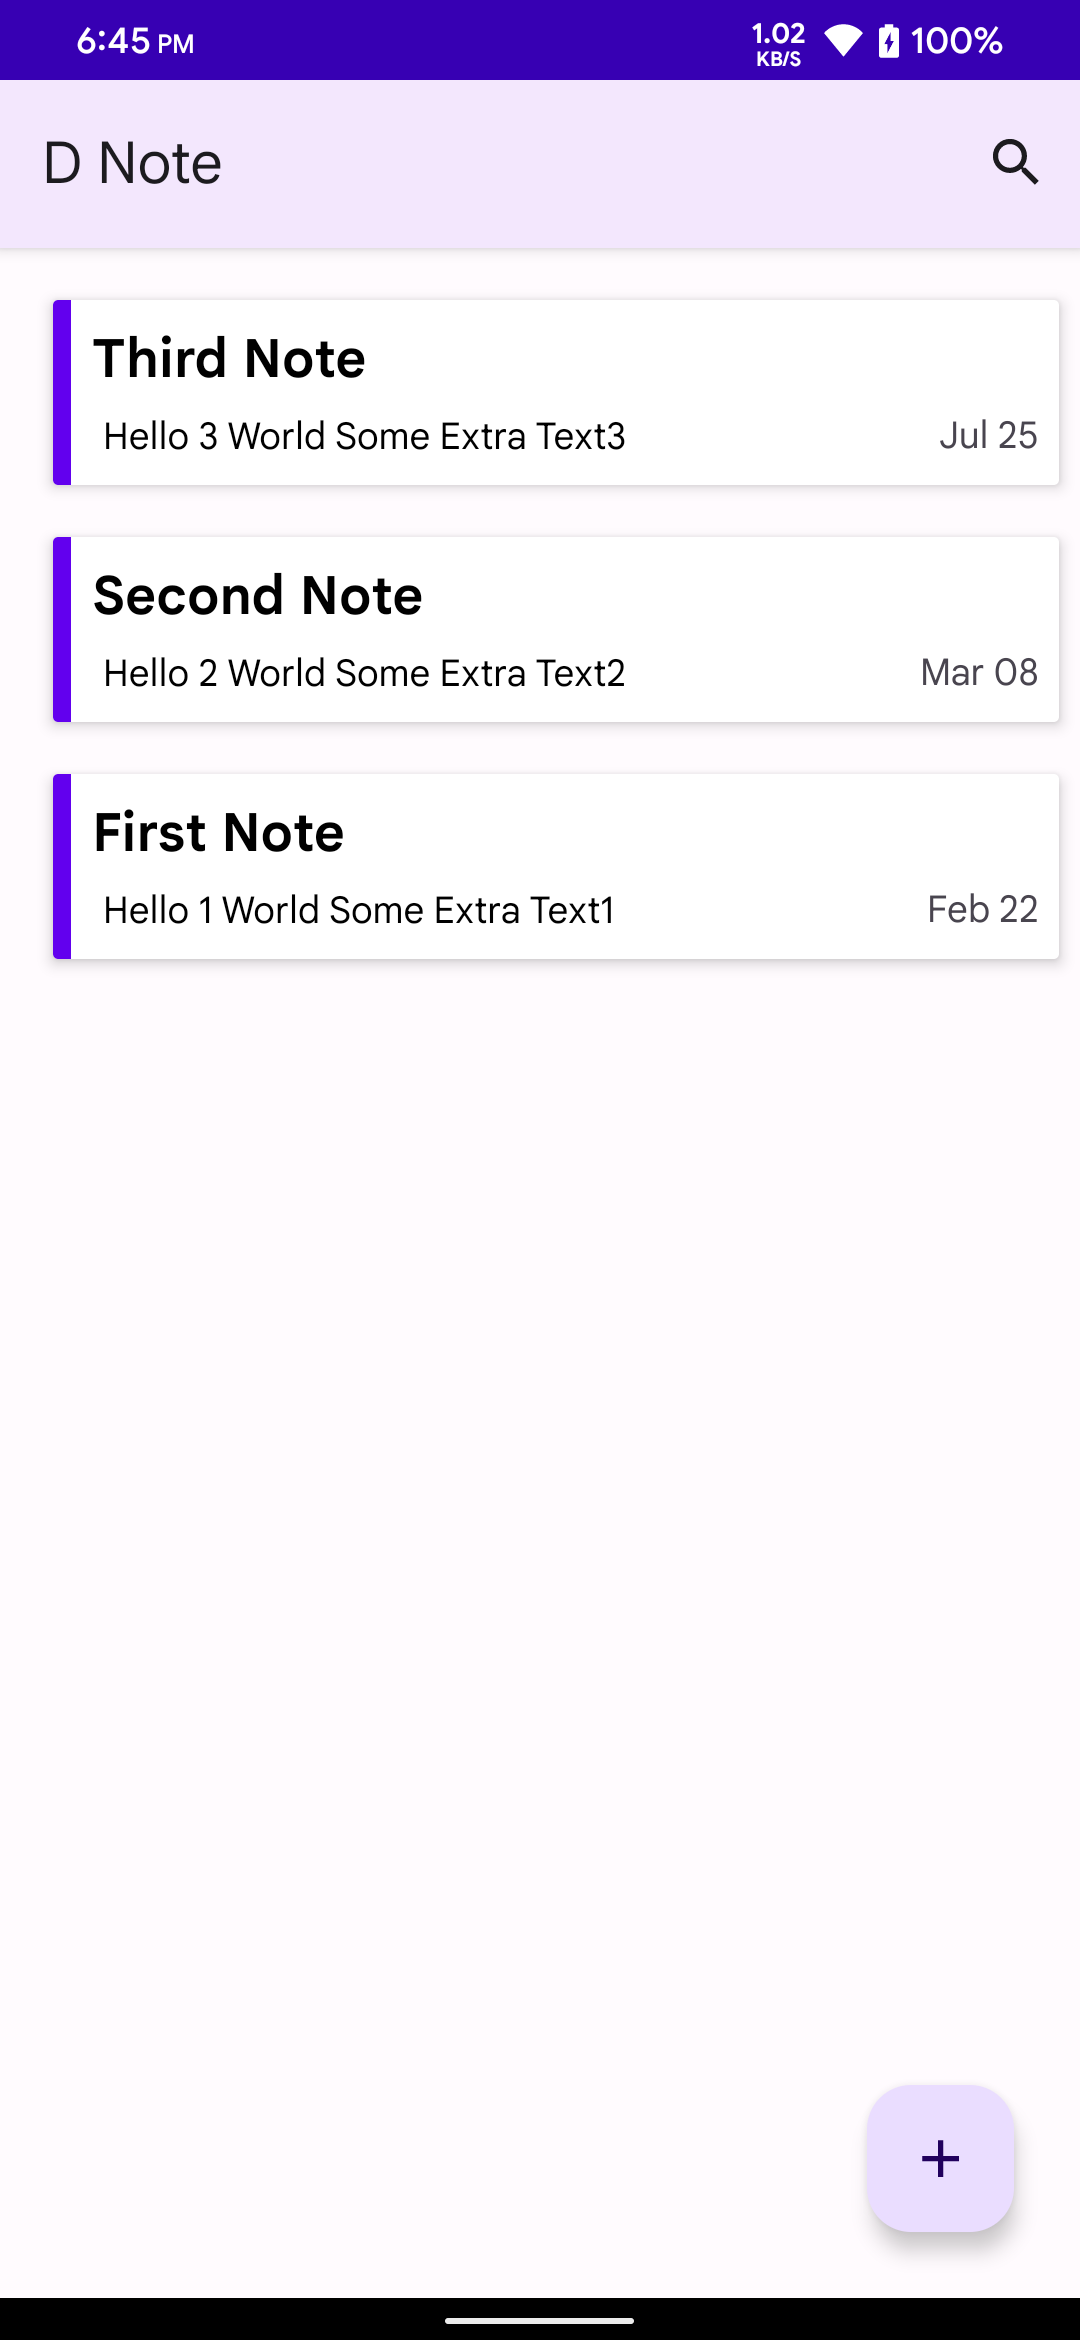 6:45 PM 1.02 KB/S 100%
D Note
Third Note
Hello 3 World Some Extra Text3 Jul 25
Second Note
Hello 2 World Some Extra Text2 Mar 08
First Note
Hello 1 World Some Extra Text1 Feb 22